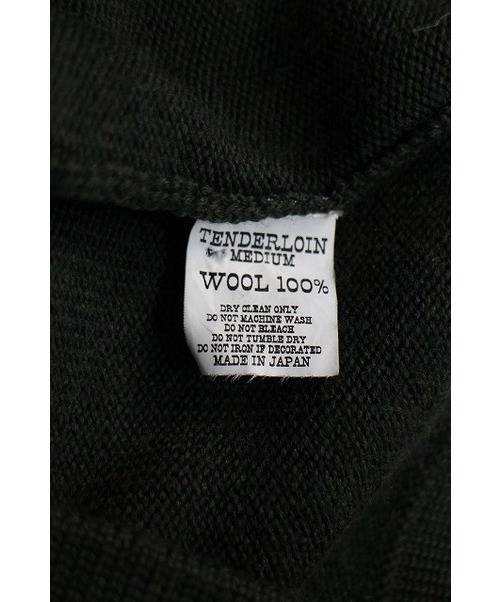 TENDERLOIN
MEDIUM
WOOL 100%
DRY CLEAN ONLY
DO NOT MACHINE WASH
DO NOT BLEACH
DO NOT TUMBLE DRY
DO NOT IRON IF DECORATED
MADE IN JAPAN